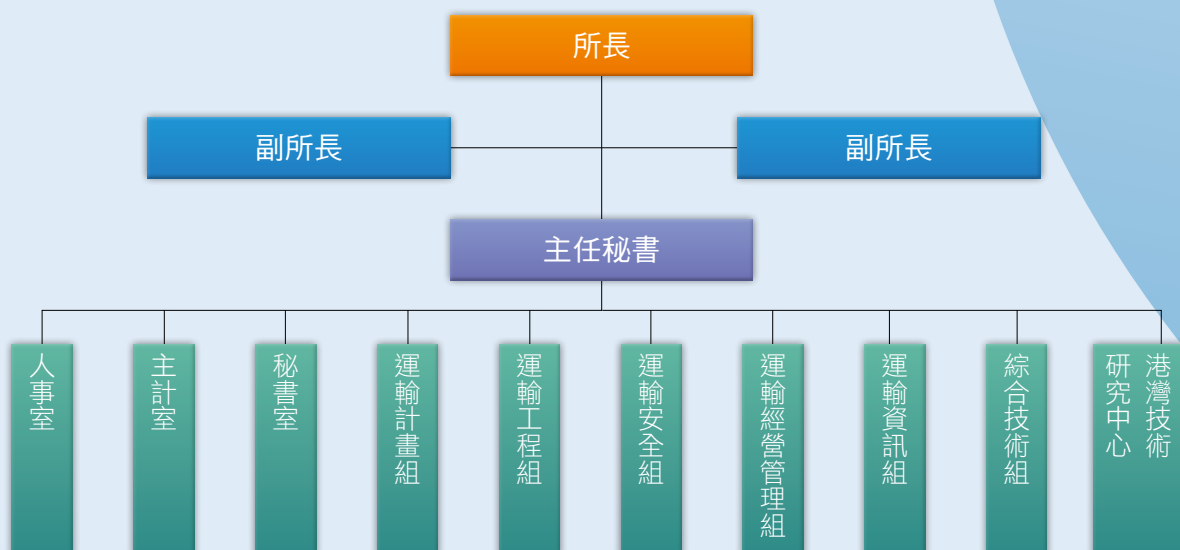 所長
副所長
副所長
主任秘書
人事室
主計室
秘書室
運輸計畫組
運輸工程組
運輸安全組
運輸經營管理組
運輸資訊組
綜合技術組
港灣技術
研究中心